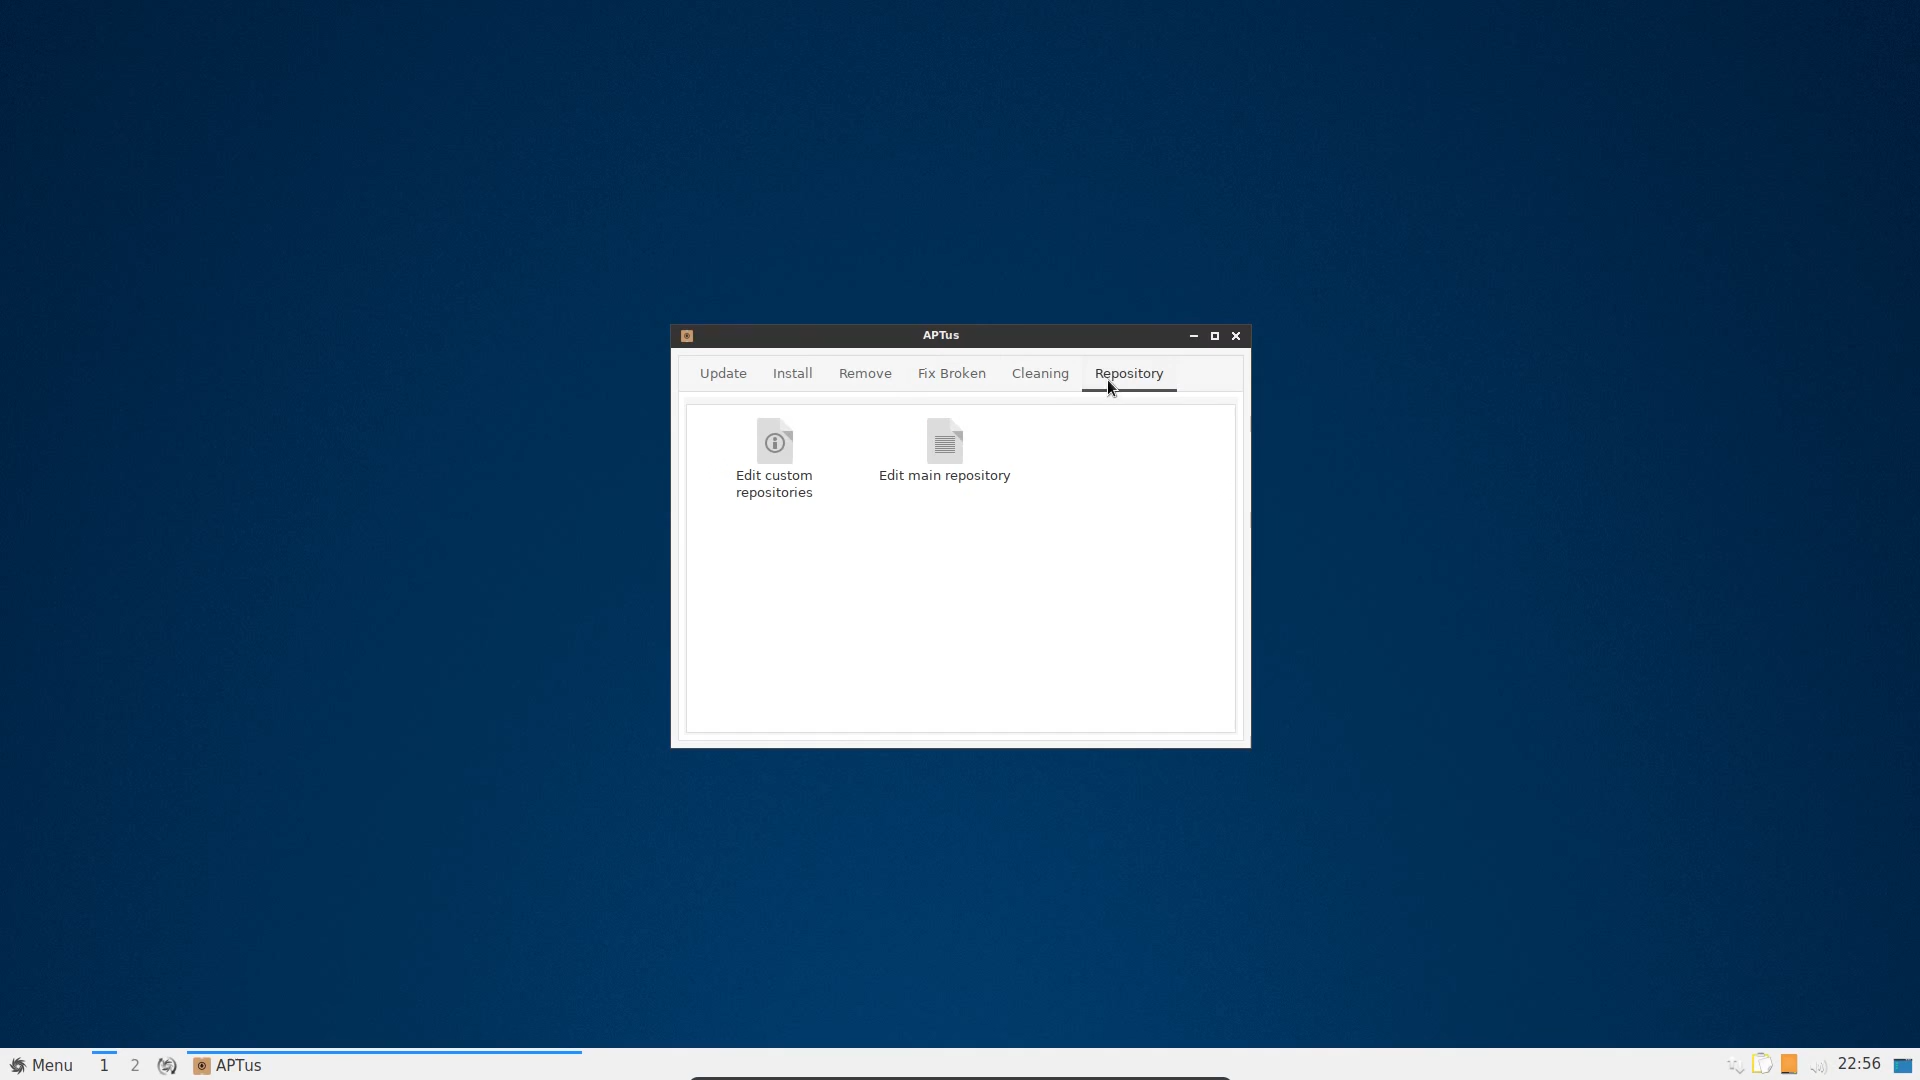 APTus
Update Install Remove Fix Broken Cleaning Repository
Edit custom
repositories
Edit main repository
Menu 1 2 APTus 22:56